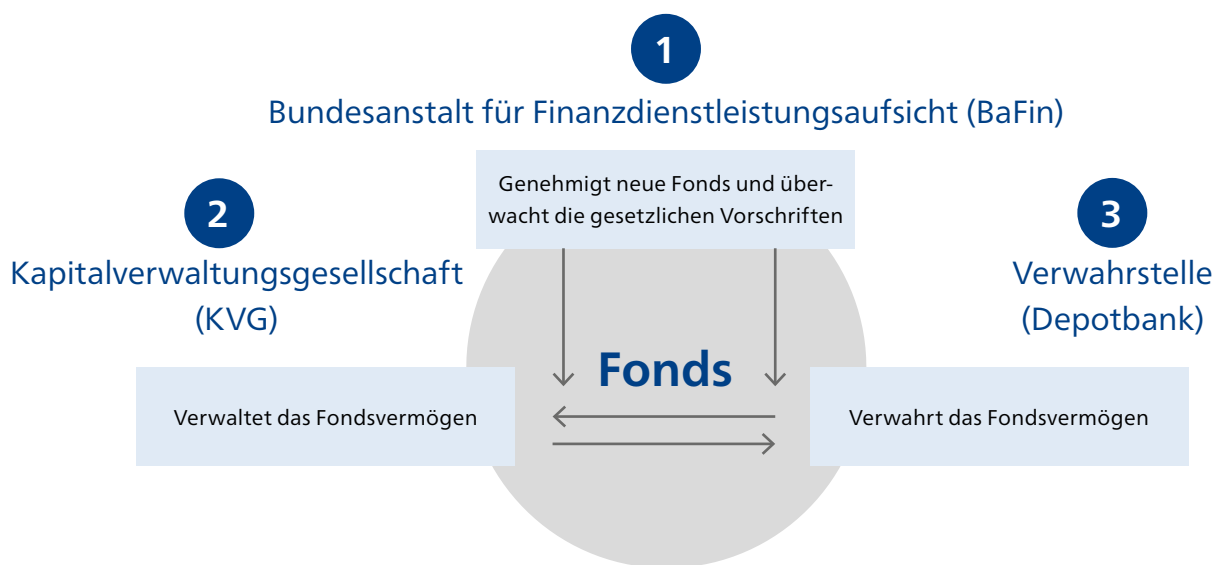 1
Bundesanstalt für Finanzdienstleistungsaufsicht (BaFin)
Genehmigt neue Fonds und über-
wacht die gesetzlichen Vorschriften
2
Kapitalverwaltungsgesellschaft
(KVG)
Verwaltet das Fondsvermögen
Fonds
3
Verwahrstelle
(Depotbank)
Verwahrt das Fondsvermögen